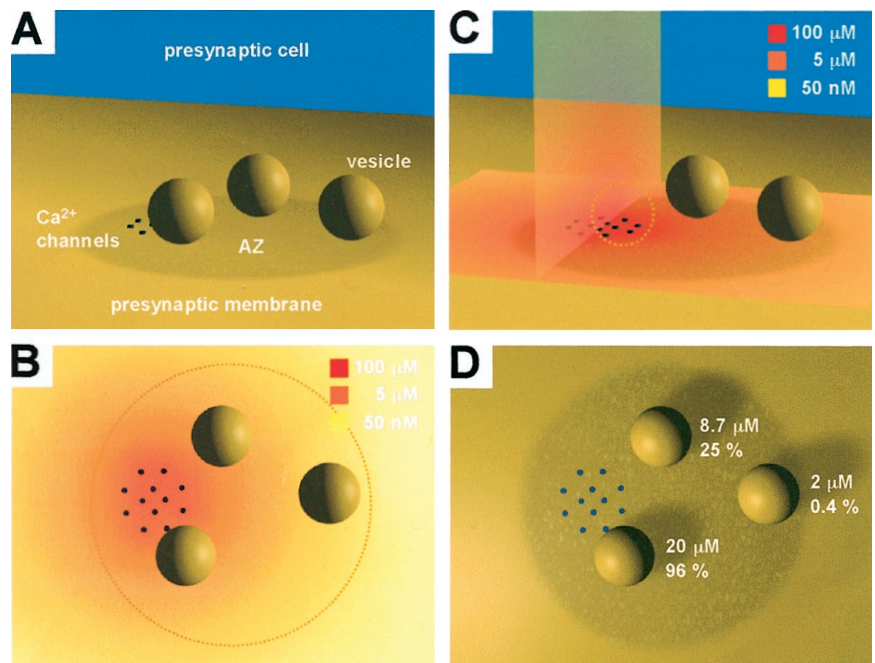 A
presynaptic cell
vesicle
Ca²⁺
channels
AZ
presynaptic membrane
B
100 μM
5 μM
50 nM
C
100 μM
5 μM
50 nM
D
8.7 μM
25 %
2 μM
0.4 %
20 μM
96 %